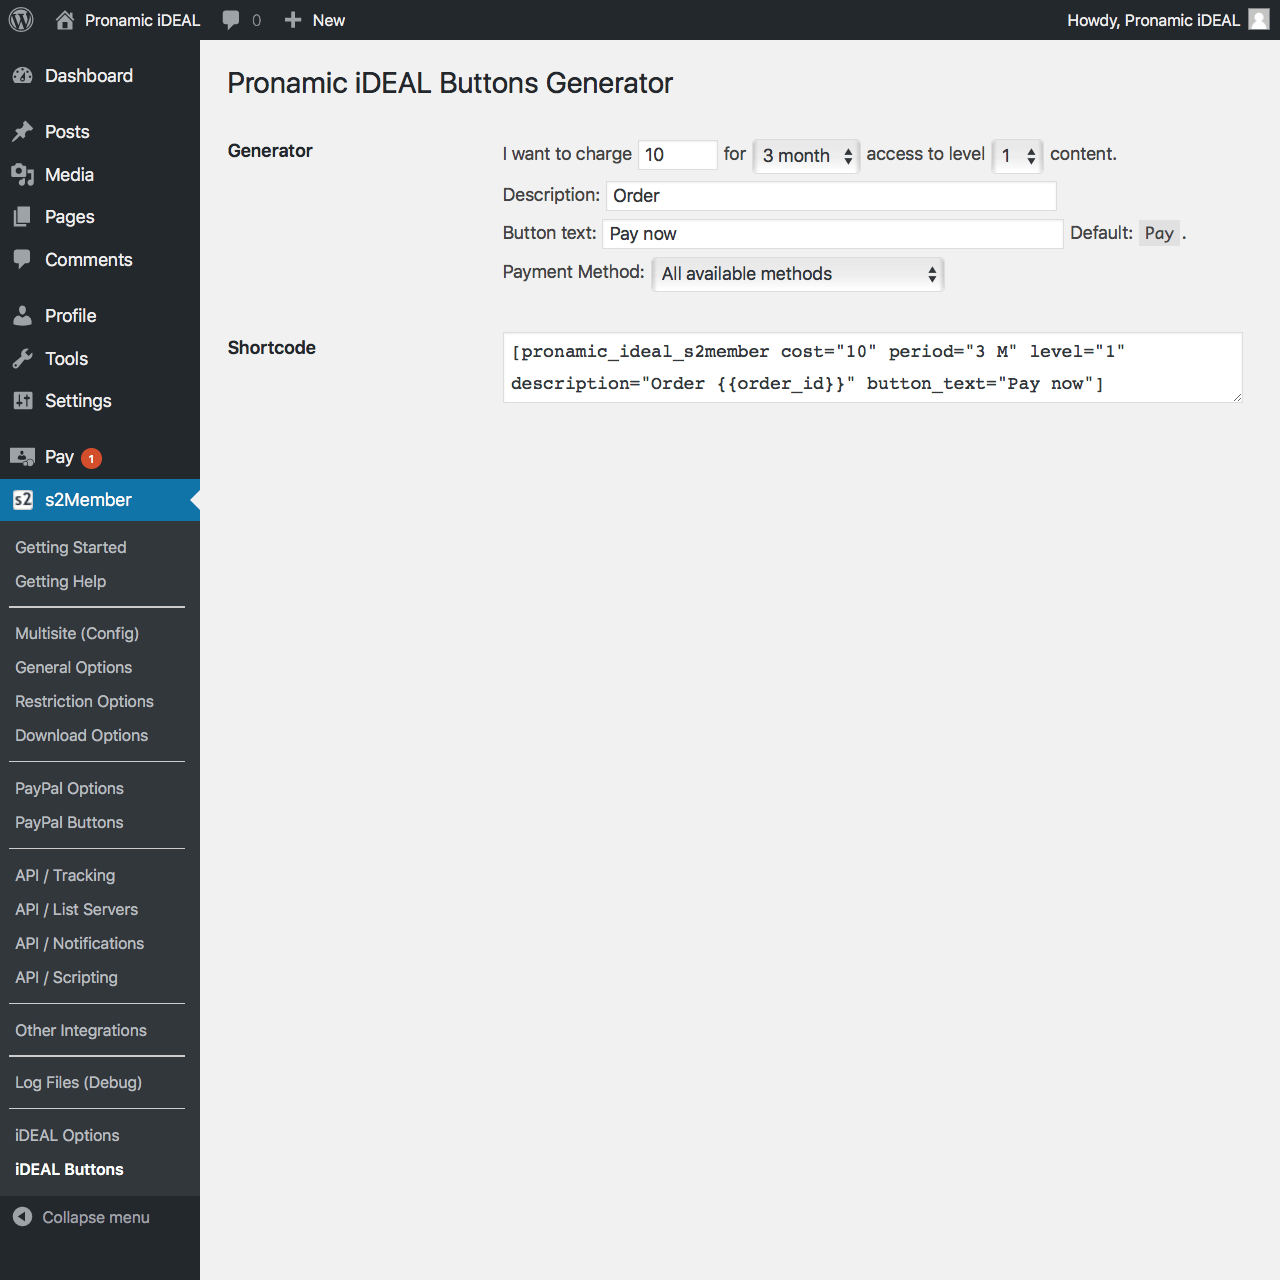 Pronamic iDEAL 0 New Howdy, Pronamic iDEAL
Dashboard
Posts
Media
Pages
Comments
Profile
Tools
Settings
Pay 1
s2 s2Member
Getting Started
Getting Help
Multisite (Config)
General Options
Restriction Options
Download Options
PayPal Options
PayPal Buttons
API / Tracking
API / List Servers
API / Notifications
API / Scripting
Other Integrations
Log Files (Debug)
iDEAL Options
iDEAL Buttons
Collapse menu
Pronamic iDEAL Buttons Generator
Generator
I want to charge 10 for 3 month access to level 1 content.
Description: Order
Button text: Pay now Default: Pay .
Payment Method: All available methods
Shortcode
[pronamic_ideal_s2member cost="10" period="3 M" level="1"
description="Order {{order_id}}" button_text="Pay now"]